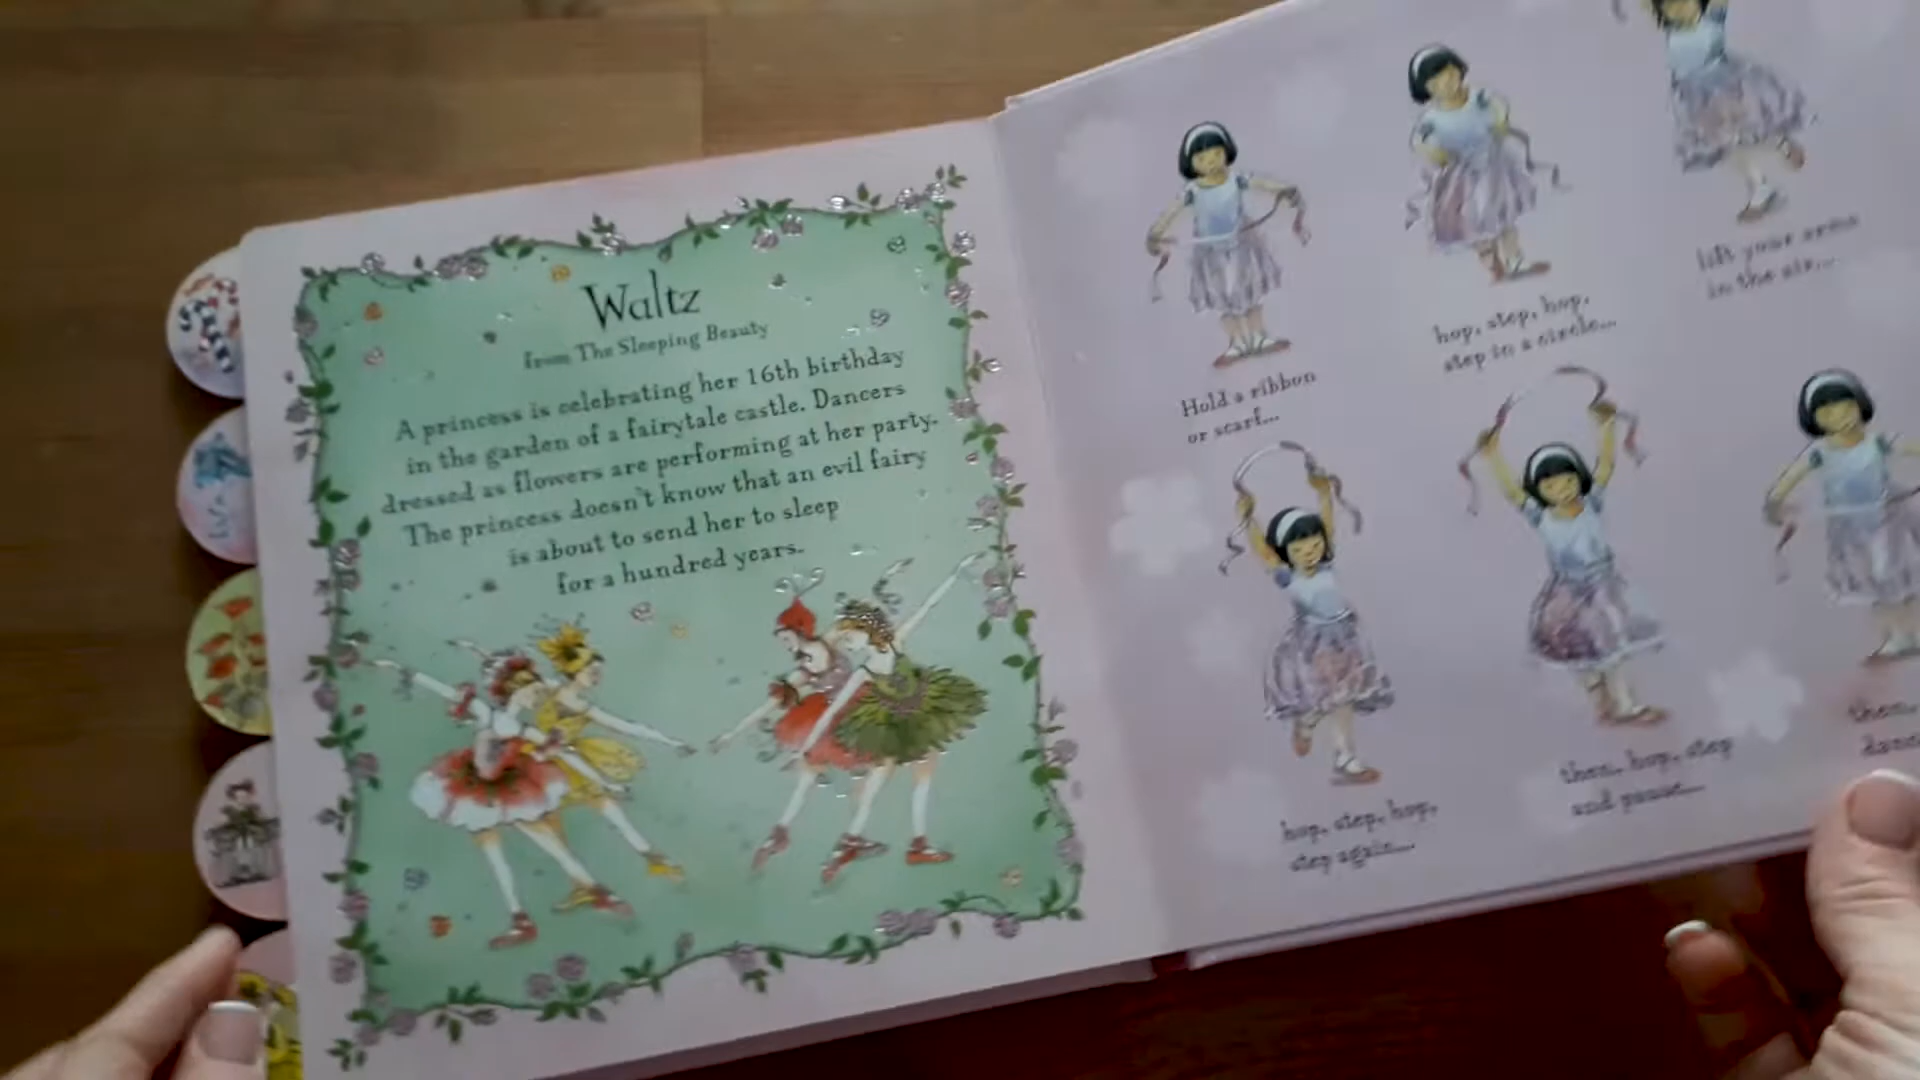 Waltz
from The Sleeping Beauty
A princess is celebrating her 16th birthday
in the garden of a fairytale castle. Dancers
dressed as flowers are performing at her party.
The princess doesn't know that an evil fairy
is about to send her to sleep
for a hundred years.
Hold a ribbon
or scarf...
hop, step, hop,
step in a circle...
lift your arms
in the air...
hop, step, hop,
step again...
then, hop, step
and pause...
then,